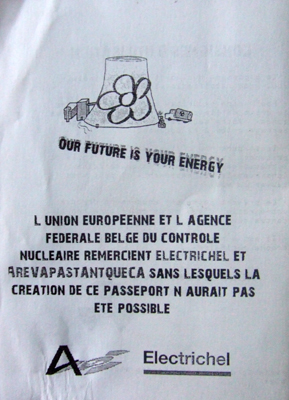 OUR FUTURE IS YOUR ENERGY
L UNION EUROPEENNE ET L AGENCE
FEDERALE BELGE DU CONTROLE
NUCLEAIRE REMERCIENT ELECTRICHEL ET
AREVAPASTANTQUECA SANS LESQUELS LA
CREATION DE CE PASSEPORT N AURAIT PAS
ETE POSSIBLE
A Electrichel